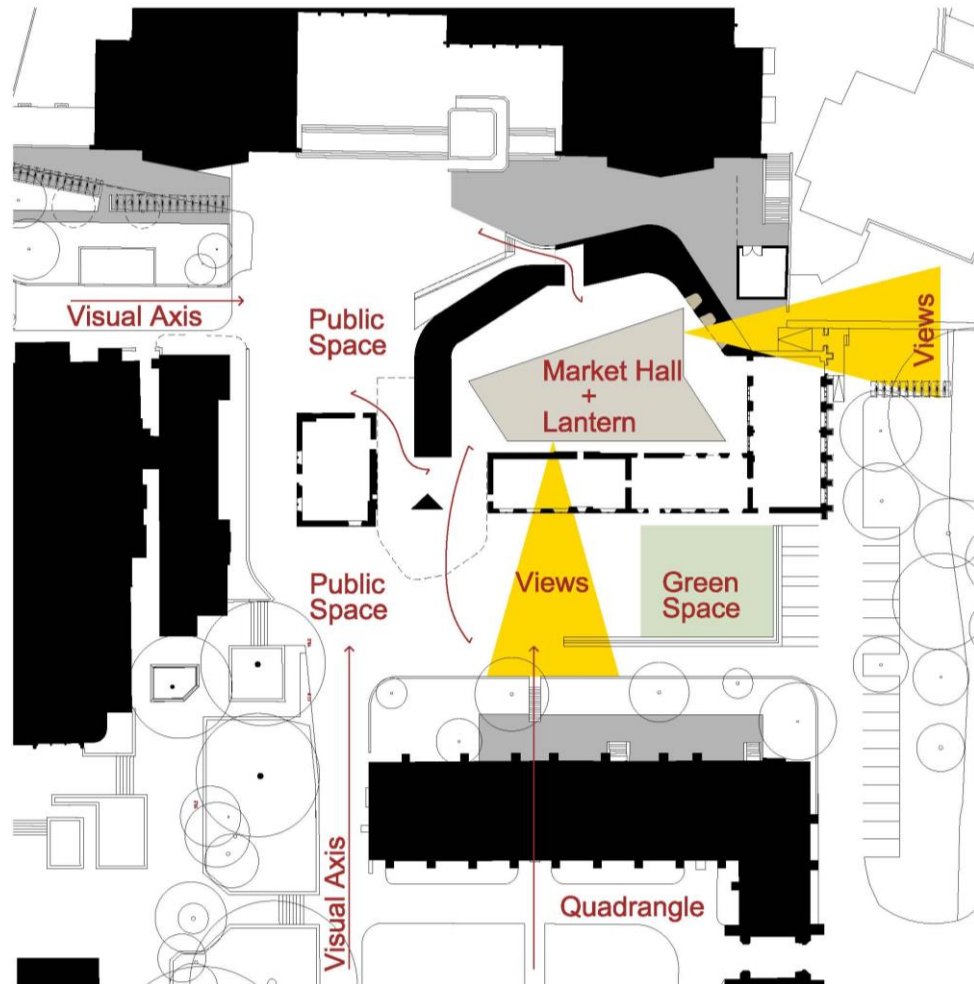 Visual Axis
Public
Space
Views
Market Hall
+
Lantern
Public
Space
Views
Green
Space
Visual Axis
Quadrangle